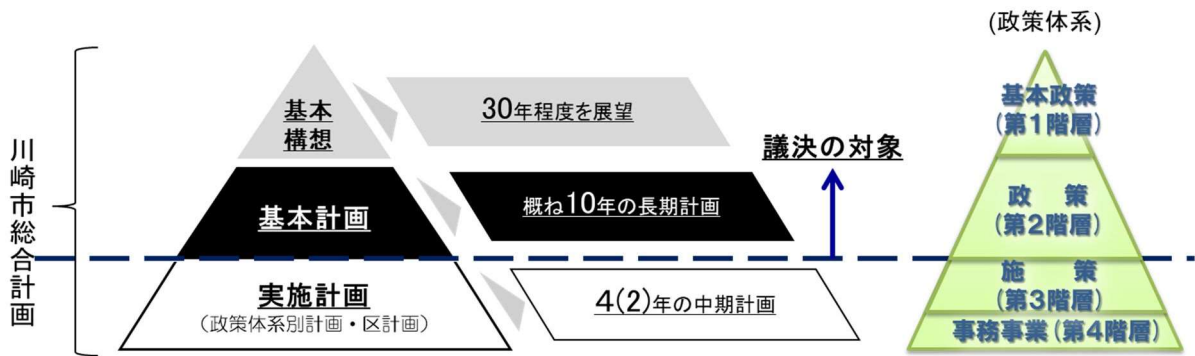 川崎市総合計画
基本
構想
30年程度を展望
基本計画
概ね10年の長期計画
実施計画
(政策体系別計画・区計画)
4(2)年の中期計画
議決の対象
(政策体系)
基本政策
(第1階層)
政　策
(第2階層)
施　策
(第3階層)
事務事業(第4階層)